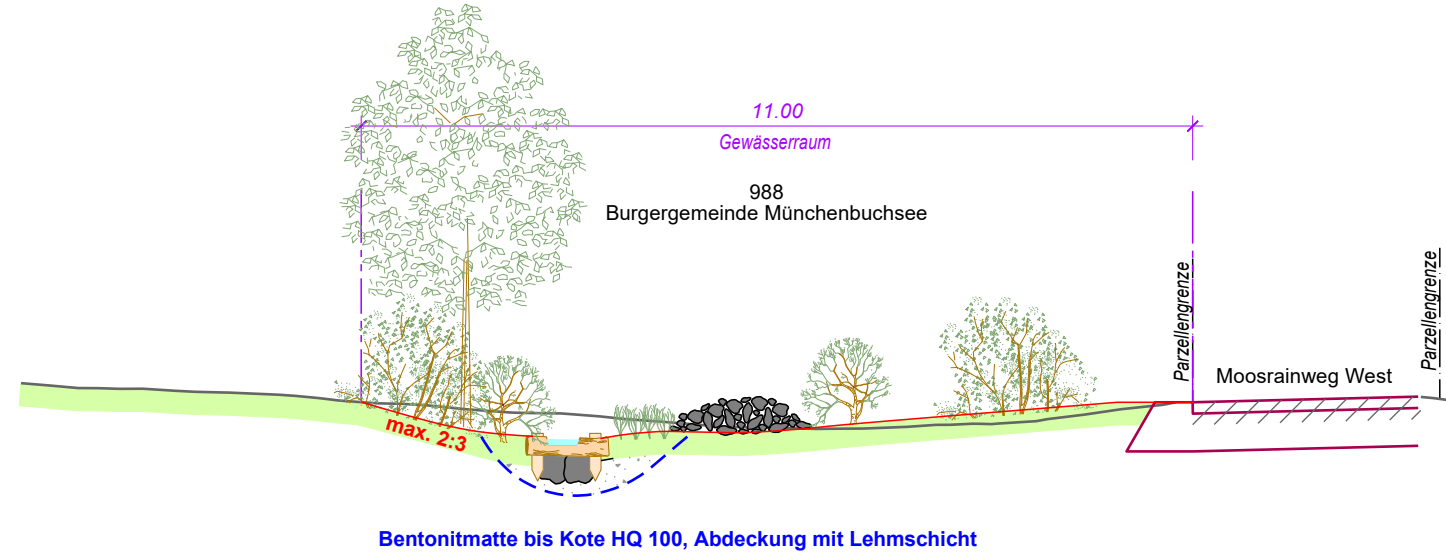 11.00
Gewässerraum
988
Burgergemeinde Münchenbuchsee
Parzellengrenze
Parzellengrenze
Moosrainweg West
max. 2:3
Bentonitmatte bis Kote HQ 100, Abdeckung mit Lehmschicht